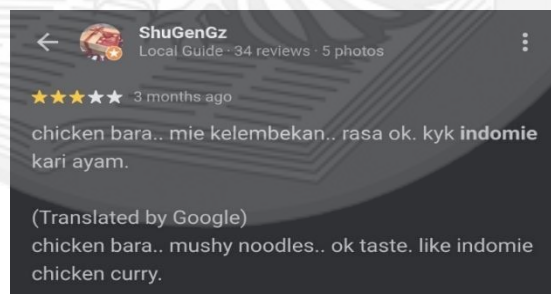 ShuGenGz
Local Guide · 34 reviews · 5 photos
3 months ago
chicken bara.. mie kelembekan.. rasa ok. kyk indomie
kari ayam.
(Translated by Google)
chicken bara.. mushy noodles.. ok taste. like indomie
chicken curry.